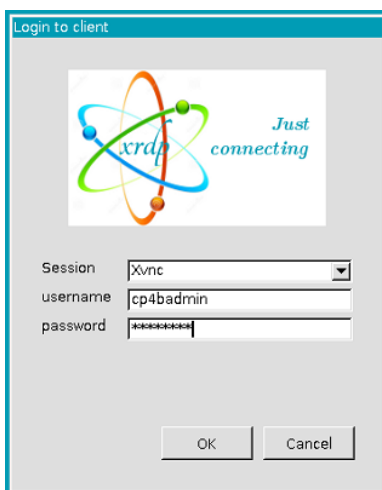 Login to client
xrdp
Just
connecting
Session
Xvnc
username
cp4badmin
password
********
OK
Cancel